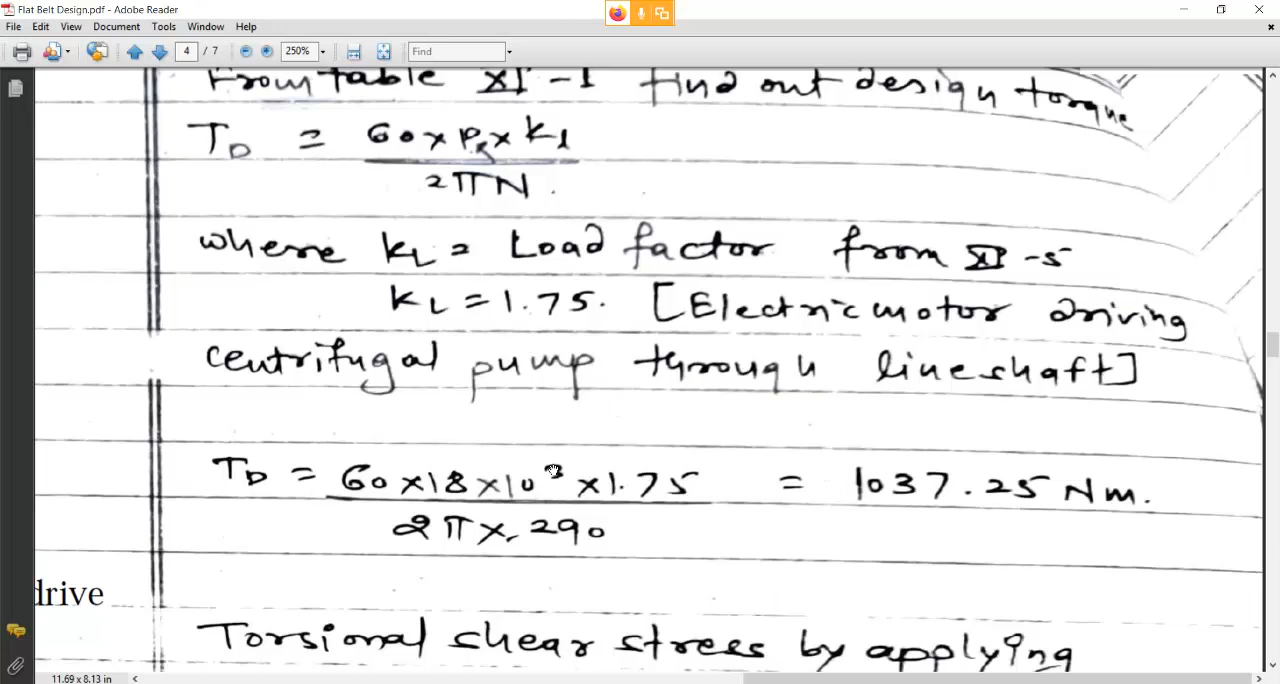 Flat Belt Design.pdf - Adobe Reader
File Edit View Document Tools Window Help
4 / 7 250% Find
From table XI-1 find out design torque
T_D = 60 x P_R x K_l
2πN.
where K_L = Load factor from XI-5
K_L = 1.75. [Electric motor driving
centrifugal pump through lineshaft]
T_D = 60 x 18 x 10³ x 1.75 = 1037.25 Nm.
2π x 290
drive
Torsional shear stress by applying
11.69 x 8.13 in